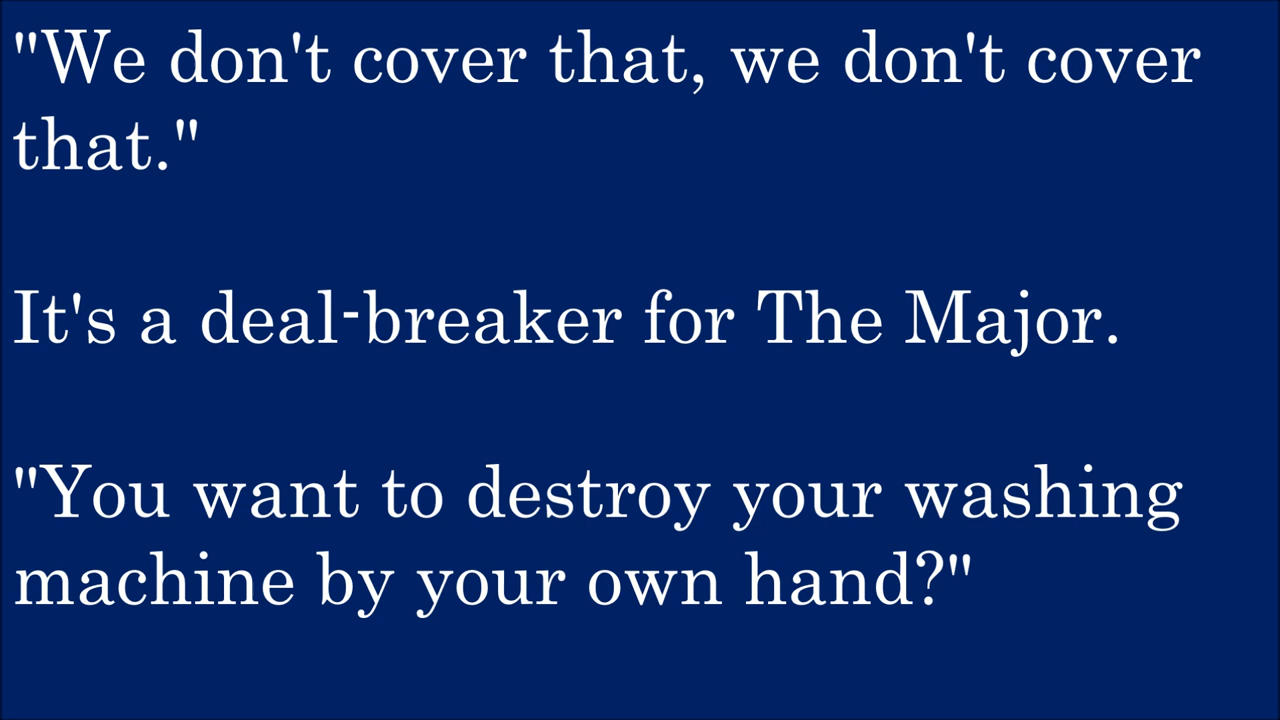 "We don't cover that, we don't cover
that."
It's a deal-breaker for The Major.
"You want to destroy your washing
machine by your own hand?"